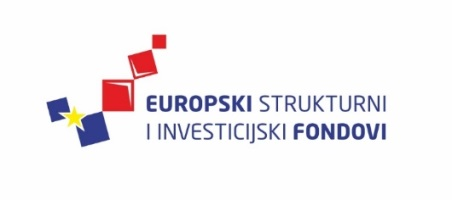 EUROPSKI STRUKTURNI
I INVESTICIJSKI FONDOVI